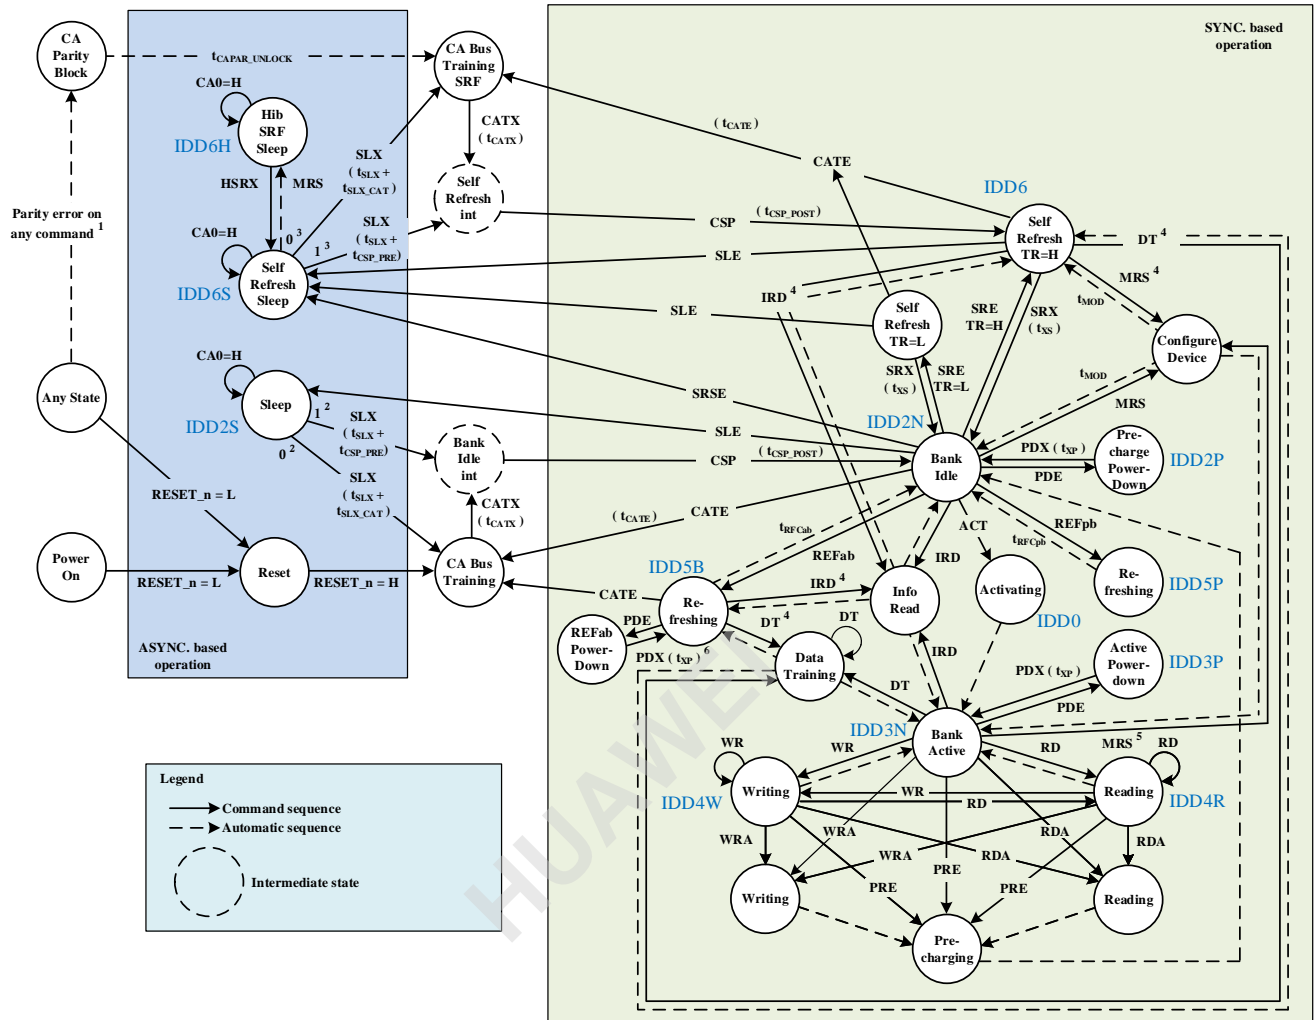 CA
Parity
Block
tCAPAR_UNLOCK
CA Bus
Training
SRF
SYNC. based
operation
CA0=H
Hib
SRF
Sleep
IDD6H
CATX
( tCATX)
( tCATE)
CATE
SLX
( tSLX +
tSLX_CAT)
HSRX
MRS
Self
Refresh
int
IDD6
Parity error on
any command 1
SLX
( tSLX +
tCSP_PRE)
0 3
1 3
CSP
( tCSP_POST)
Self
Refresh
TR=H
DT 4
CA0=H
Self
Refresh
Sleep
IDD6S
SLE
MRS 4
tMOD
IRD 4
SLE
Self
Refresh
TR=L
SRE
TR=H
SRX
( tXS)
Configure
Device
CA0=H
Any State
Sleep
IDD2S
SRX
( tXS)
SRE
TR=L
tMOD
MRS
SRSE
1 2
0 2
SLX
( tSLX +
tCSP_PRE)
IDD2N
SLE
Bank
Idle
int
CSP
( tCSP_POST)
Bank
Idle
PDX ( tXP)
PDE
Pre-
charge
Power-
Down
IDD2P
SLX
( tSLX +
tSLX_CAT)
RESET_n = L
CATX
( tCATX)
( tCATE)
CATE
tRFCab
REFab
ACT
IRD
REFpb
tRFCpb
Power
On
RESET_n = L
Reset
RESET_n = H
CA Bus
Training
IDD5B
CATE
Re-
freshing
IRD 4
Info
Read
Activating
IDD0
Re-
freshing
IDD5P
PDE
REFab
Power-
Down
PDX ( tXP) 6
DT 4
DT
Data
Training
IRD
DT
PDX ( tXP)
PDE
Active
Power-
down
IDD3P
ASYNC. based
operation
IDD3N
Bank
Active
WR
WR
RD
MRS 5
RD
Writing
IDD4W
WR
RD
Reading
IDD4R
WRA
WRA
WRA
RDA
RDA
RDA
PRE
PRE
PRE
Writing
Reading
Pre-
charging
Legend
Command sequence
Automatic sequence
Intermediate state
HUAWEI